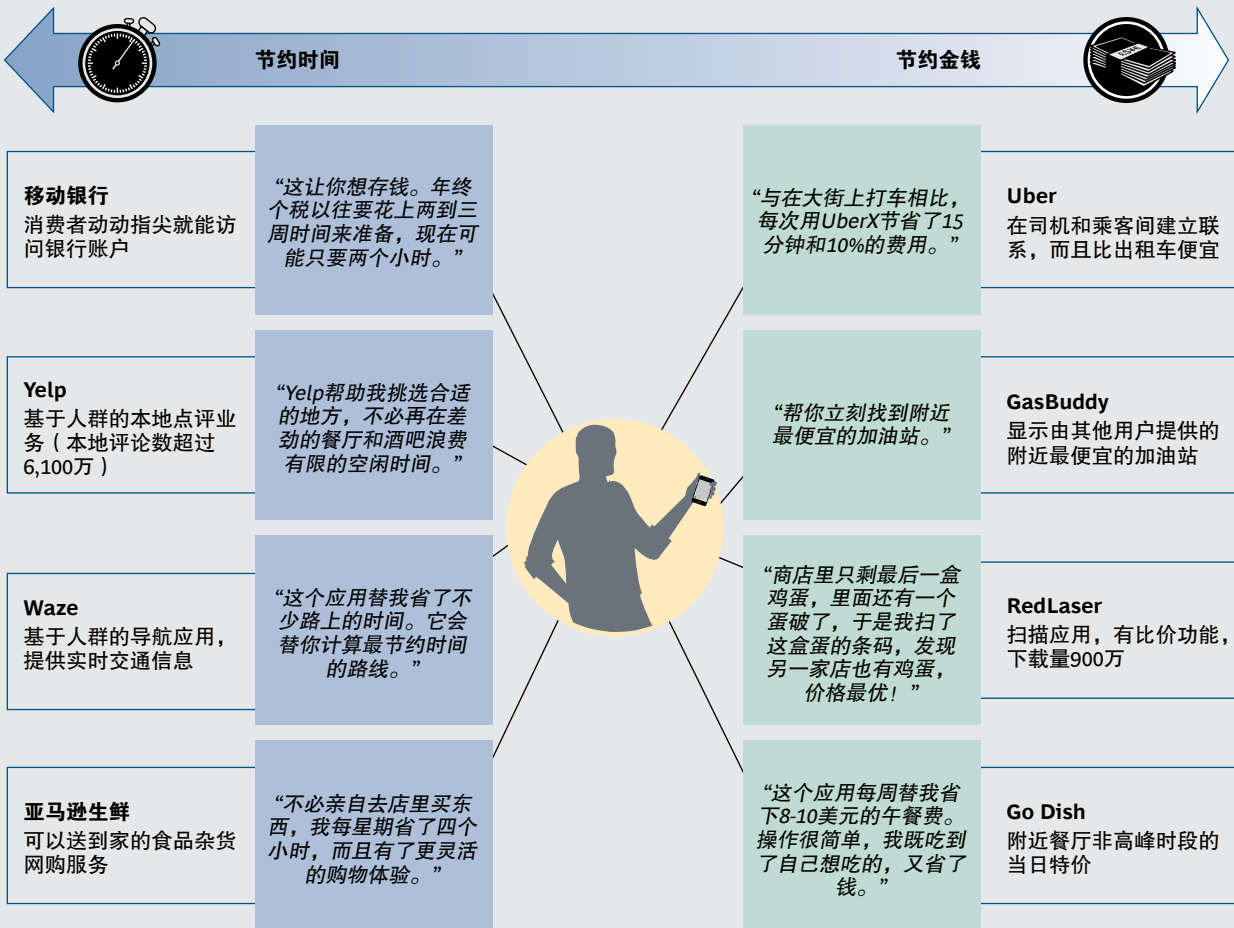 节约时间
节约金钱
移动银行
消费者动动指尖就能访
问银行账户
“这让你想存钱。年终
个税以往要花上两到三
周时间来准备，现在可
能只要两个小时。”
“与在大街上打车相比，
每次用UberX节省了15
分钟和10%的费用。”
Uber
在司机和乘客间建立联
系，而且比出租车便宜
Yelp
基于人群的本地点评业
务（本地评论数超过
6,100万）
“Yelp帮助我挑选合适
的地方，不必再在差
劲的餐厅和酒吧浪费
有限的空闲时间。”
“帮你立刻找到附近
最便宜的加油站。”
GasBuddy
显示由其他用户提供的
附近最便宜的加油站
Waze
基于人群的导航应用，
提供实时交通信息
“这个应用替我省了不
少路上的时间。它会
替你计算最节约时间
的路线。”
“商店里只剩最后一盒
鸡蛋，里面还有一个
蛋破了，于是我扫了
这盒蛋的条码，发现
另一家店也有鸡蛋，
价格最优！”
RedLaser
扫描应用，有比价功能，
下载量900万
亚马逊生鲜
可以送到家的食品杂货
网购服务
“不必亲自去店里买东
西，我每星期省了四个
小时，而且有了更灵活
的购物体验。”
“这个应用每周替我省
下8-10美元的午餐费。
操作很简单，我既吃到
了自己想吃的，又省了
钱。”
Go Dish
附近餐厅非高峰时段的
当日特价